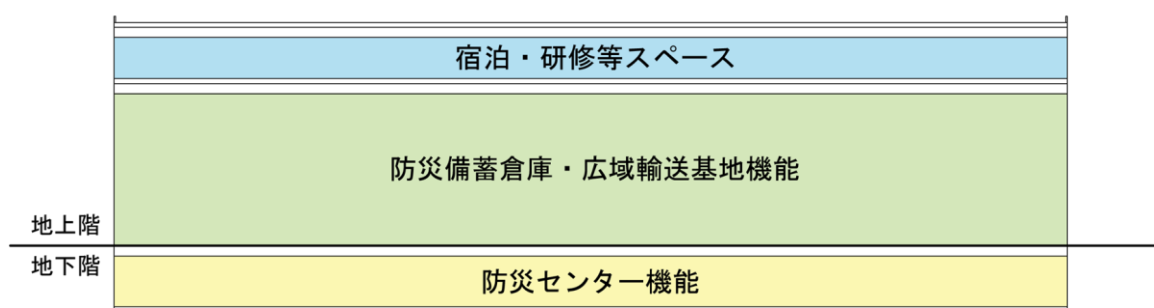 宿泊・研修等スペース
防災備蓄倉庫・広域輸送基地機能
地上階
地下階
防災センター機能